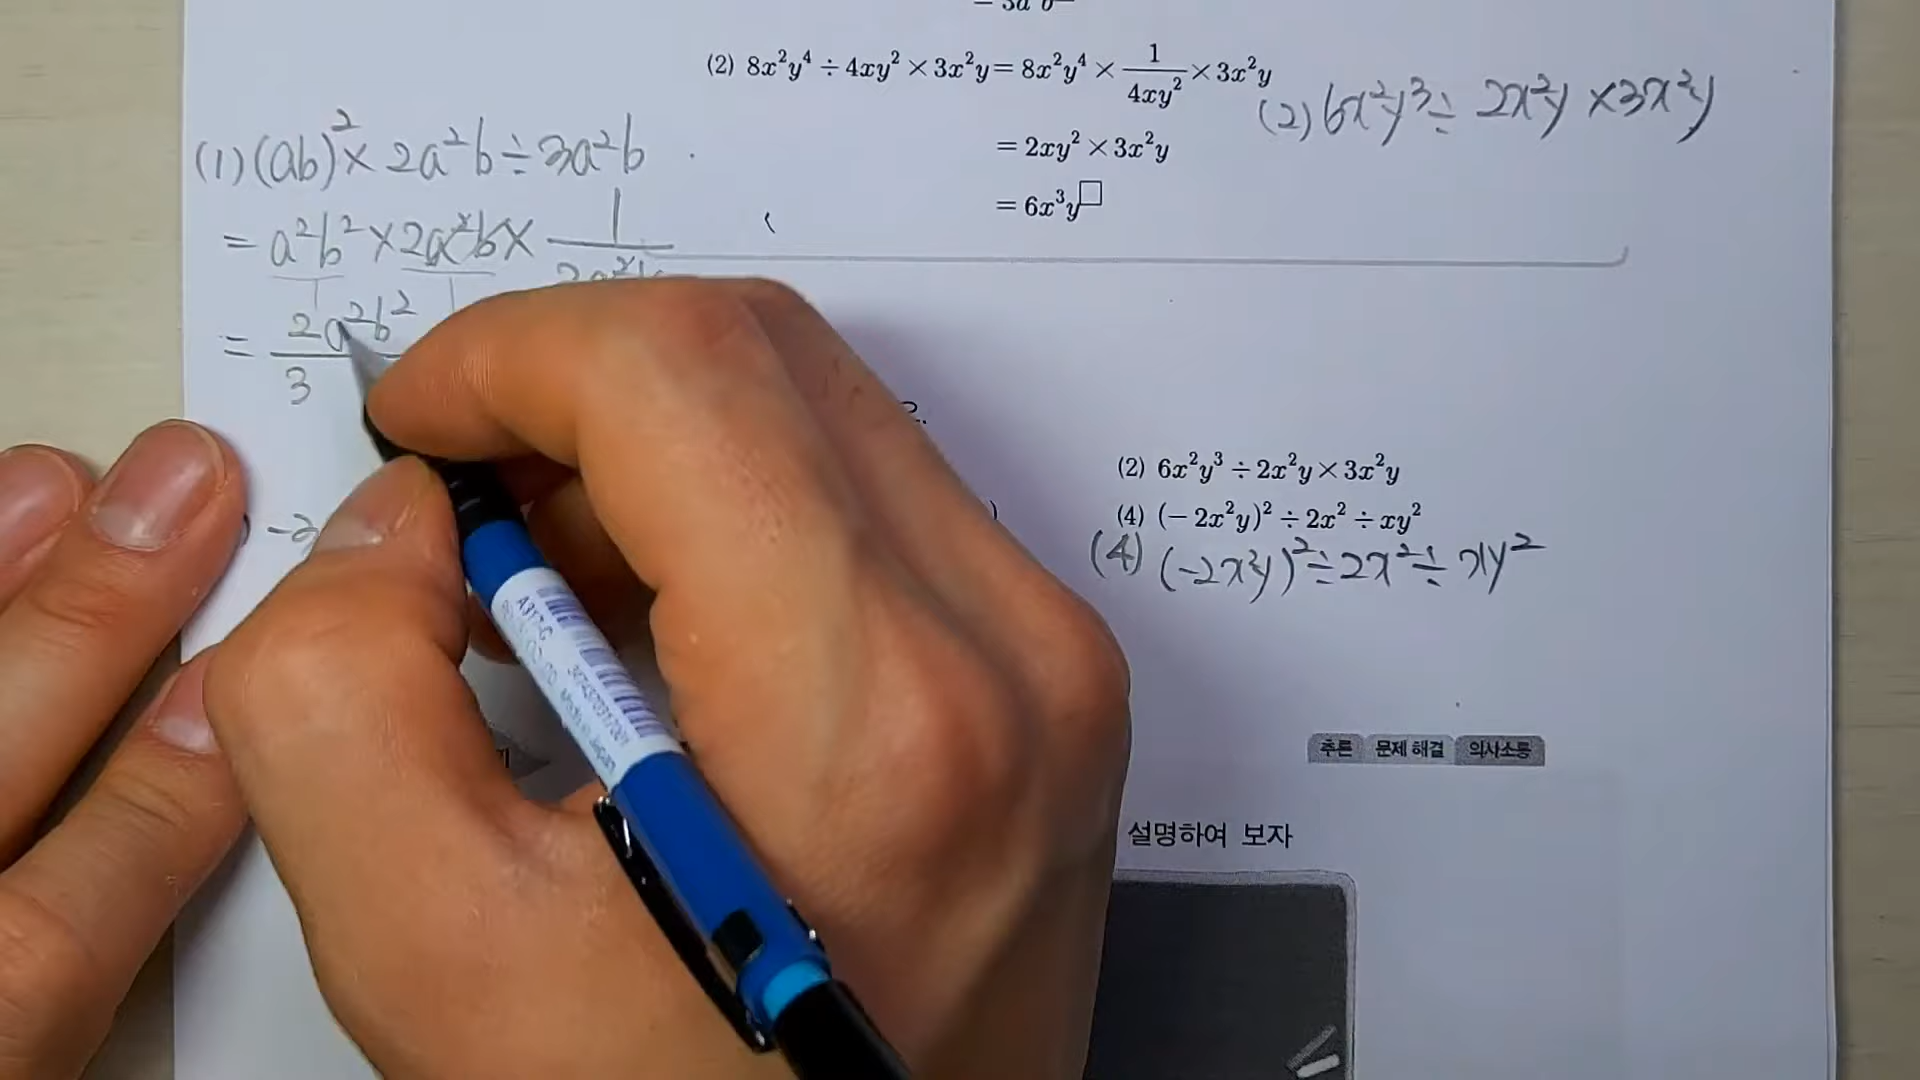 (2) 8x²y⁴ ÷ 4xy² × 3x²y = 8x²y⁴ × 1/4xy² × 3x²y
= 2xy² × 3x²y
= 6x³y□
(2) 6x²y³ ÷ 2x²y × 3x²y
(1) (ab)² × 2a²b ÷ 3a²b
= a²b² × 2a²b × 1/3a²b
= 2a²b²/3
-2
(2) 6x²y³ ÷ 2x²y × 3x²y
(4) (-2x²y)² ÷ 2x² ÷ xy²
(4) (-2x²y)² ÷ 2x² ÷ xy²
추론 문제 해결 의사소통
설명하여 보자